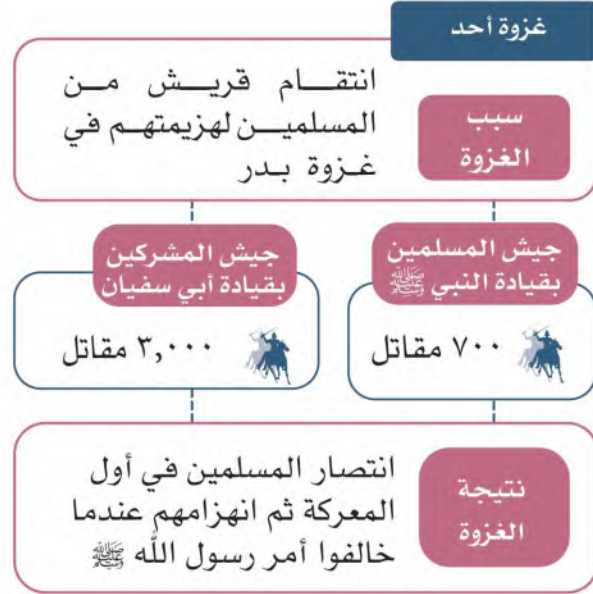 غزوة أحد
سبب
الغزوة
انتقام قريش من
المسلمين لهزيمتهم في
غزوة بدر
جيش المسلمين
بقيادة النبي ﷺ
٧٠٠ مقاتل
جيش المشركين
بقيادة أبي سفيان
٣,٠٠٠ مقاتل
نتيجة
الغزوة
انتصار المسلمين في أول
المعركة ثم انهزامهم عندما
خالفوا أمر رسول الله ﷺ